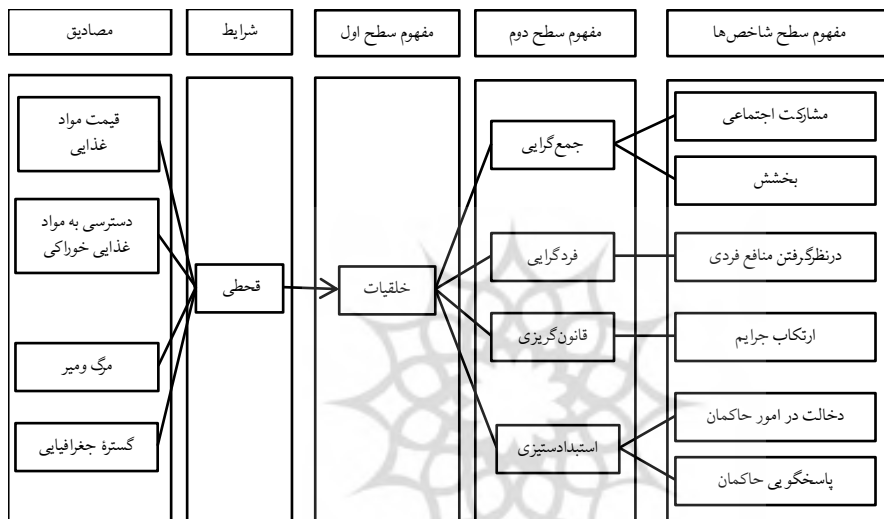 مفهوم سطح شاخص‌ها
مفهوم سطح دوم
مفهوم سطح اول
شرایط
مصادیق
مشارکت اجتماعی
بخشش
درنظرگرفتن منافع فردی
ارتکاب جرایم
دخالت در امور حاکمان
پاسخگویی حاکمان
جمع‌گرایی
فردگرایی
قانون‌گریزی
استبدادستیزی
خلقیات
قحطی
قیمت مواد
غذایی
دسترسی به مواد
غذایی خوراکی
مرگ ومیر
گسترۀ جغرافیایی